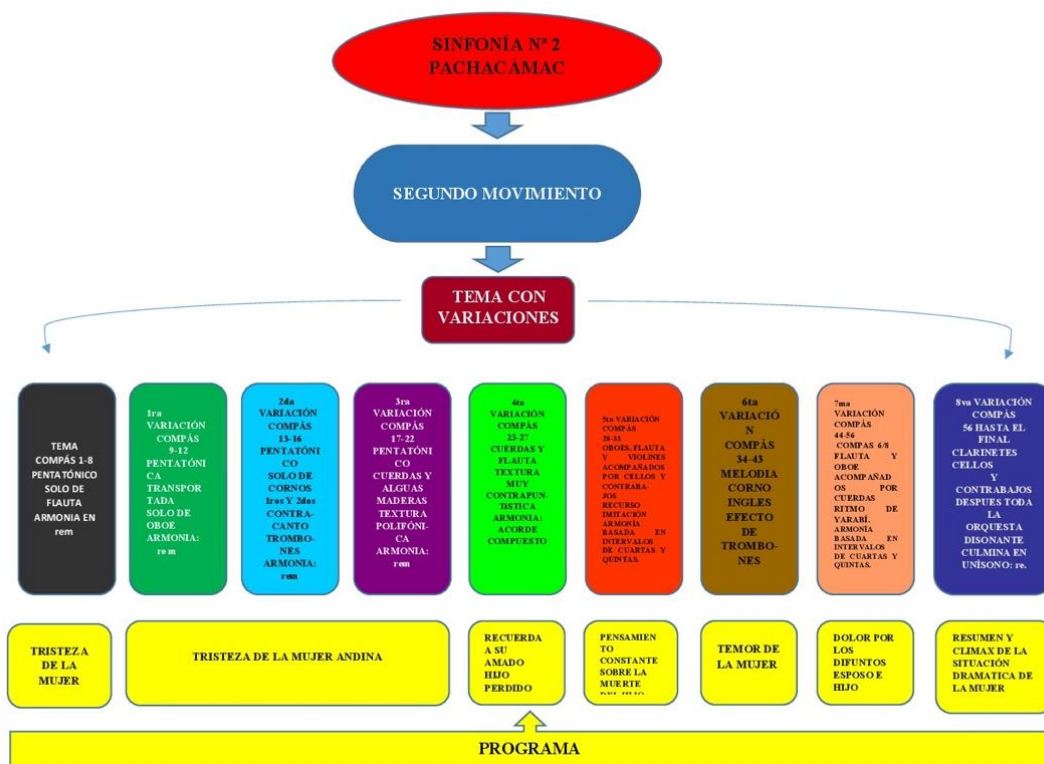 SINFONÍA Nª 2
PACHACÁMAC
SEGUNDO MOVIMIENTO
TEMA CON
VARIACIONES
TEMA
COMPÁS 1-8
PENTATÓNICO
SOLO DE
FLAUTA
ARMONIA EN
rem
1ra
VARIACIÓN
COMPÁS
9-12
PENTATÓNI
CA
TRANSPOR
TADA
SOLO DE OBOE
ARMONIA:
re m
2da
VARIACIÓN
COMPÁS
13-16
PENTATÓNI
CO
SOLO DE
CORNOS
1ros Y 2dos
CONTRA-
CANTO
TROMBO-
NES
ARMONIA:
rem
3ra
VARIACIÓN
COMPÁS
17-22
PENTATÓNI
CO
CUERDAS Y
ALGUAS
MADERAS
TEXTURA
POLIFÓNI-
CA
ARMONIA:
rem
4ta
VARIACIÓN
COMPÁS
23-27
CUERDAS Y
FLAUTA
TEXTURA
MUY
CONTRAPUN-
TíSTICA
ARMONIA:
ACORDE
COMPUESTO
5to VARIACIÓN
COMPÁS
28-33
OBOES, FLAUTA
Y VIOLINES
ACOMPAÑADOS
POR CELLOS Y
CONTRABA-
JOS
RECURSO
IMITACIÓN
ARMONÍA
BASADA EN
INTERVALOS
DE CUARTAS Y
QUINTAS.
6ta
VARIACIÓ
N
COMPÁS
34-43
MELODIA
CORNO
INGLES
EFECTO
DE
TROMBO-
NES
7ma
VARIACIÓN
COMPÁS
44-56
COMPAS 6/8
FLAUTA Y
OBOE
ACOMPAÑAD
OS POR
CUERDAS
RITMO DE
YARABÍ.
ARMONÍA
BASADA EN
INTERVALOS
DE CUARTAS Y
QUINTAS.
8va VARIACIÓN
COMPÁS
56 HASTA EL
FINAL
CLARINETES
CELLOS
Y
CONTRABAJOS
DESPUES TODA
LA
ORQUESTA
DISONANTE
CULMINA EN
UNÍSONO: re.
TRISTEZA
DE LA
MUJER
TRISTEZA DE LA MUJER ANDINA
RECUERDA
A SU
AMADO
HIJO
PERDIDO
PENSAMIEN
TO
CONSTANTE
SOBRE LA
MUERTE
DEL HIJO
TEMOR DE
LA MUJER
DOLOR POR
LOS
DIFUNTOS
ESPOSO E
HIJO
RESUMEN Y
CLIMAX DE LA
SITUACIÓN
DRAMATICA DE
LA MUJER
PROGRAMA